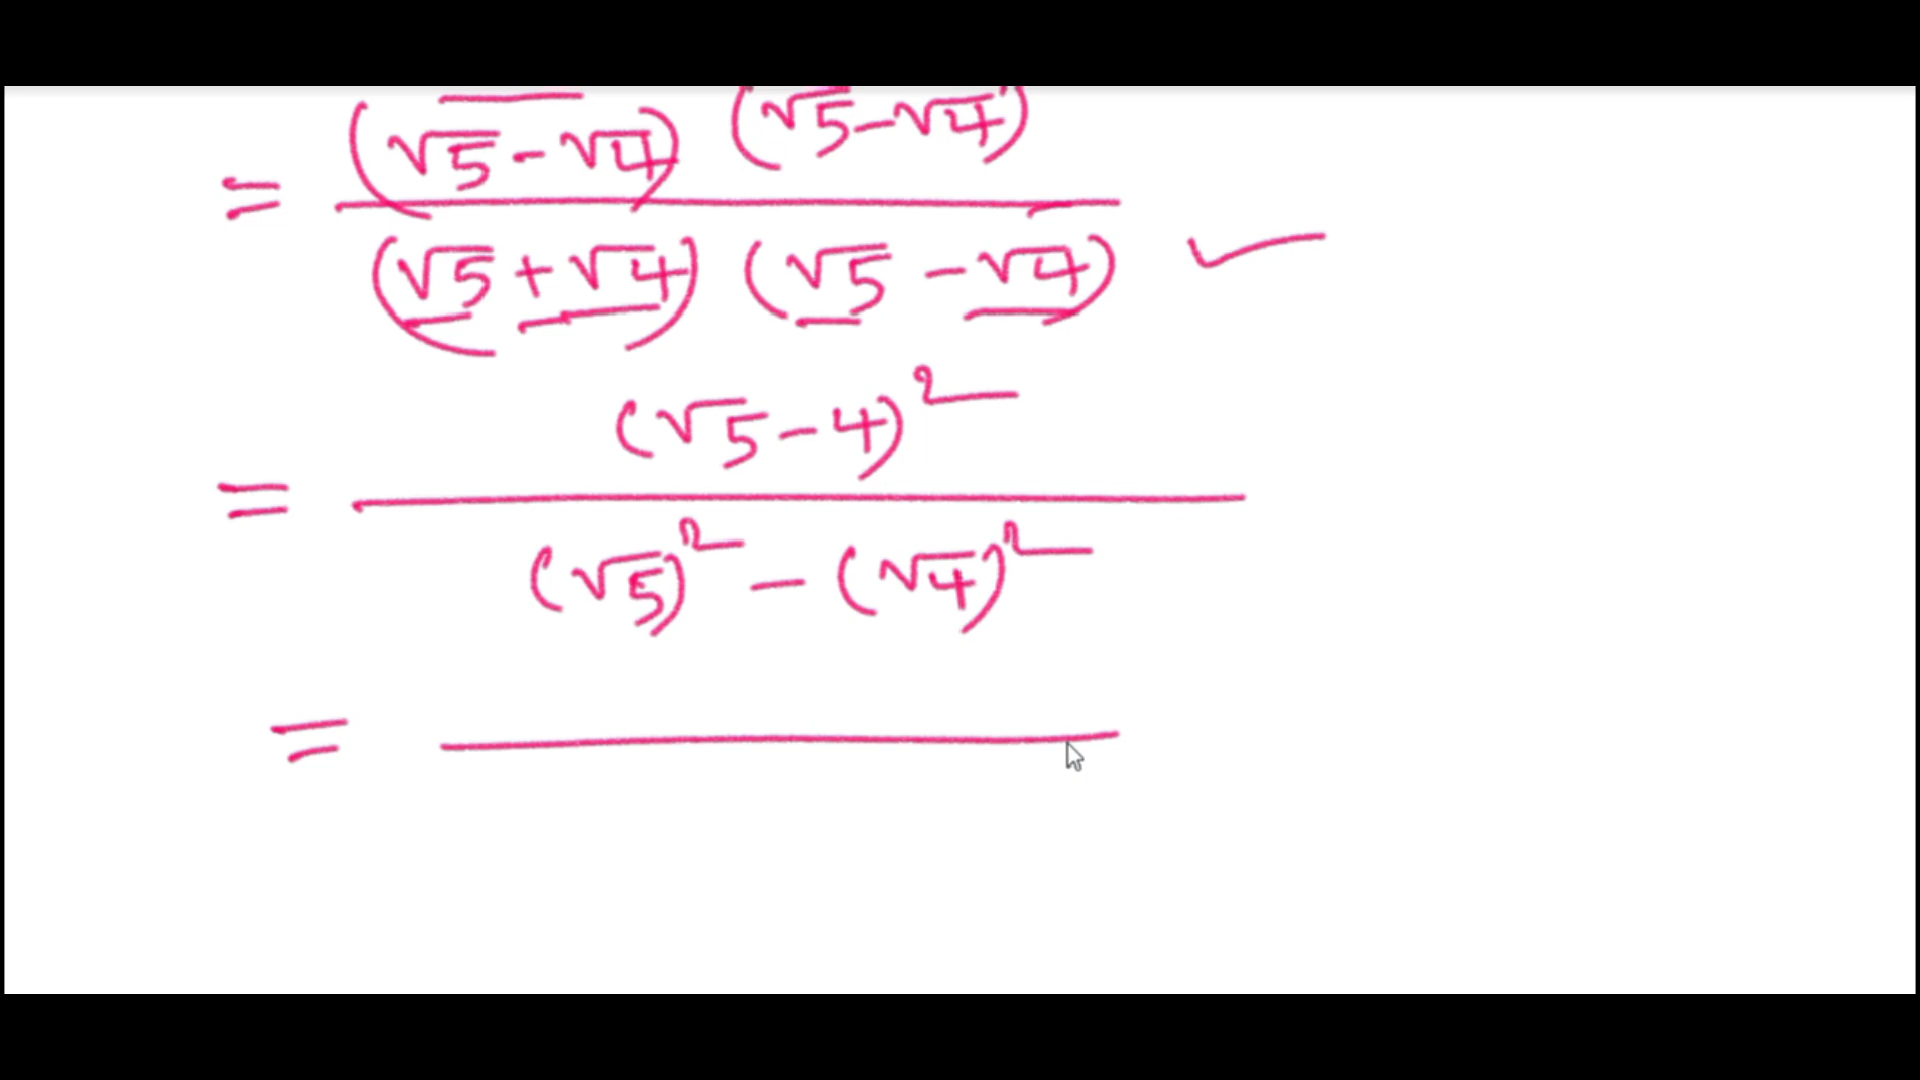 (√5 - √4) (√5 - √4)
= ————————
(√5 + √4) (√5 - √4) ✓
(√5 - 4)²
= ————————
(√5)² - (√4)²
= ————————